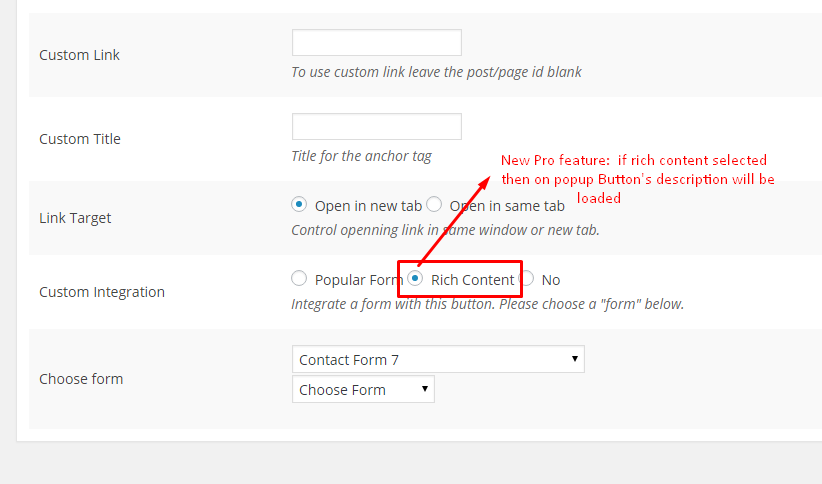 Custom Link
To use custom link leave the post/page id blank
Custom Title
Title for the anchor tag
New Pro feature: if rich content selected
then on popup Button's description will be
loaded
Link Target
Open in new tab Open in same tab
Control openning link in same window or new tab.
Custom Integration
Popular Form Rich Content No
Integrate a form with this button. Please choose a "form" below.
Choose form
Contact Form 7
Choose Form